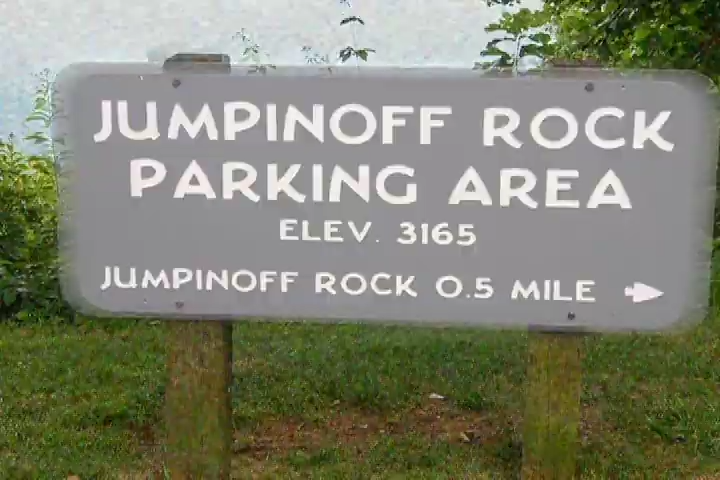 JUMPINOFF ROCK
PARKING AREA
ELEV. 3165
JUMPINOFF ROCK 0.5 MILE